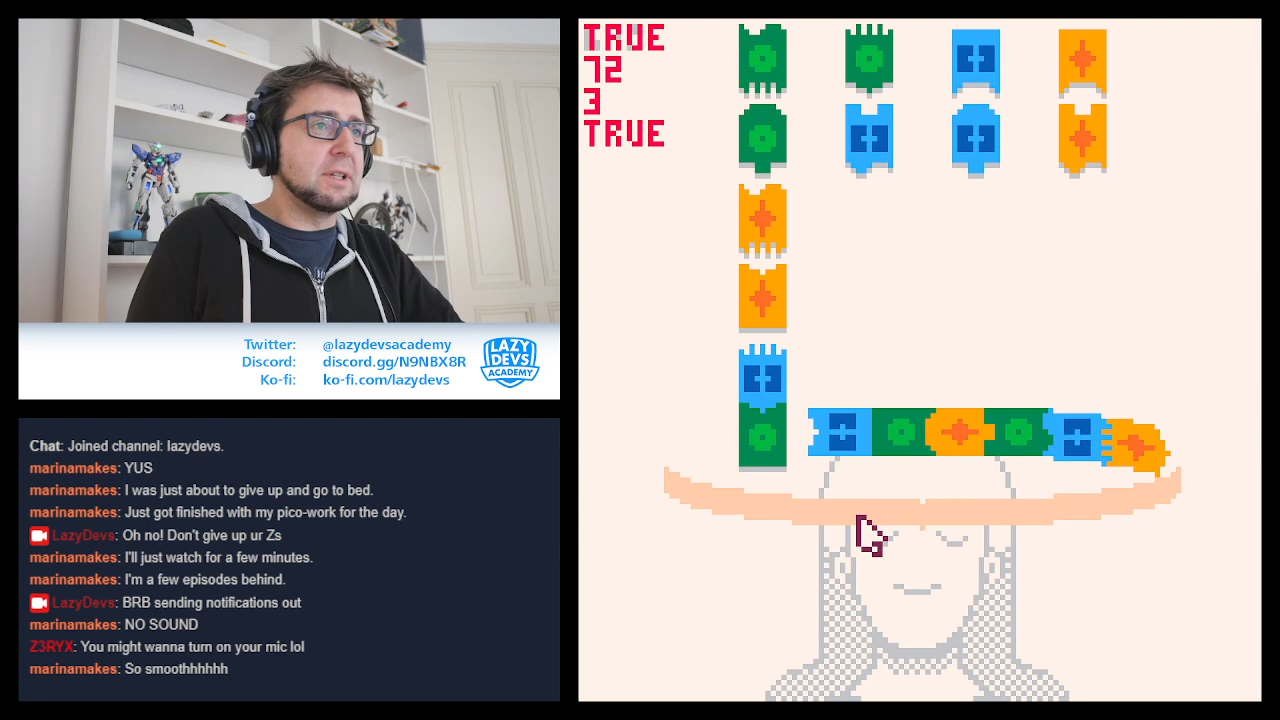 Twitter: @lazydevsacademy
Discord: discord.gg/N9NBX8R
Ko-fi: ko-fi.com/lazydevs
LAZY
DEVS
ACADEMY
Chat: Joined channel: lazydevs.
marinamakes: YUS
marinamakes: I was just about to give up and go to bed.
marinamakes: Just got finished with my pico-work for the day.
LazyDevs: Oh no! Don't give up ur Zs
marinamakes: I'll just watch for a few minutes.
marinamakes: I'm a few episodes behind.
LazyDevs: BRB sending notifications out
marinamakes: NO SOUND
Z3RYX: You might wanna turn on your mic lol
marinamakes: So smoothhhhhh
TRUE
72
3
TRUE